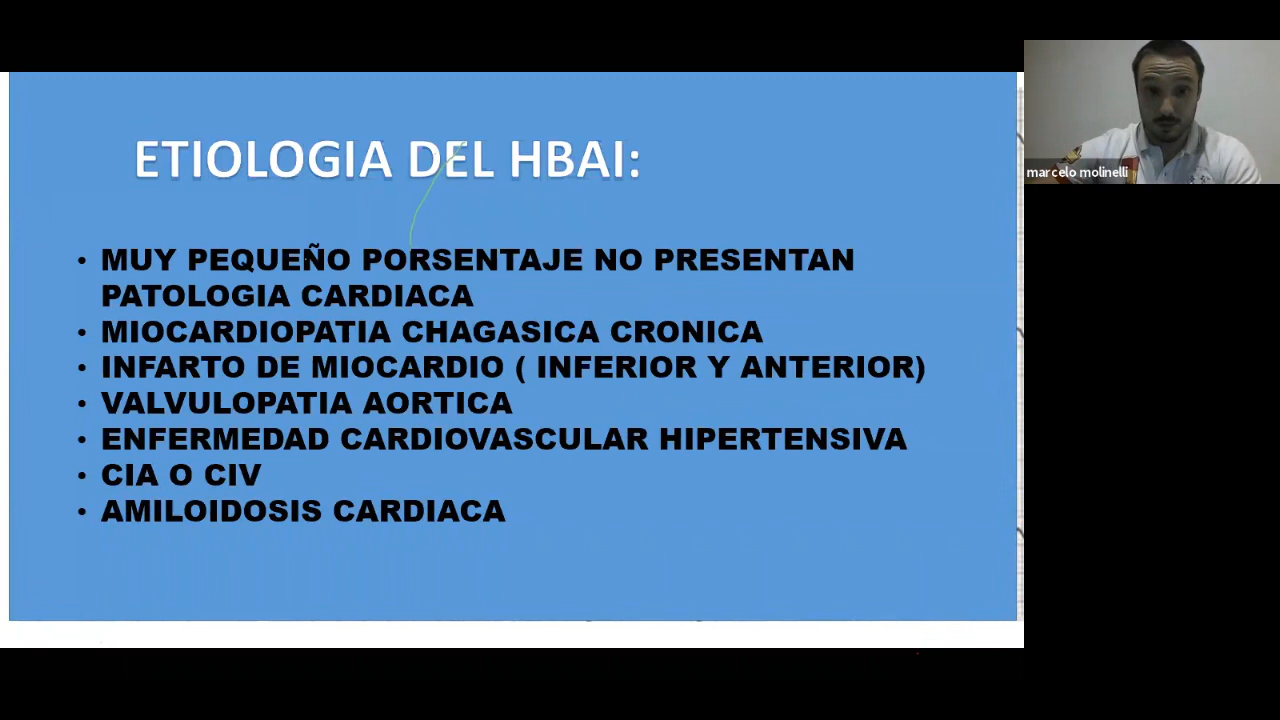 ETIOLOGIA DEL HBAI:
• MUY PEQUEÑO PORSENTAJE NO PRESENTAN
PATOLOGIA CARDIACA
• MIOCARDIOPATIA CHAGASICA CRONICA
• INFARTO DE MIOCARDIO ( INFERIOR Y ANTERIOR)
• VALVULOPATIA AORTICA
• ENFERMEDAD CARDIOVASCULAR HIPERTENSIVA
• CIA O CIV
• AMILOIDOSIS CARDIACA
marcelo molinelli